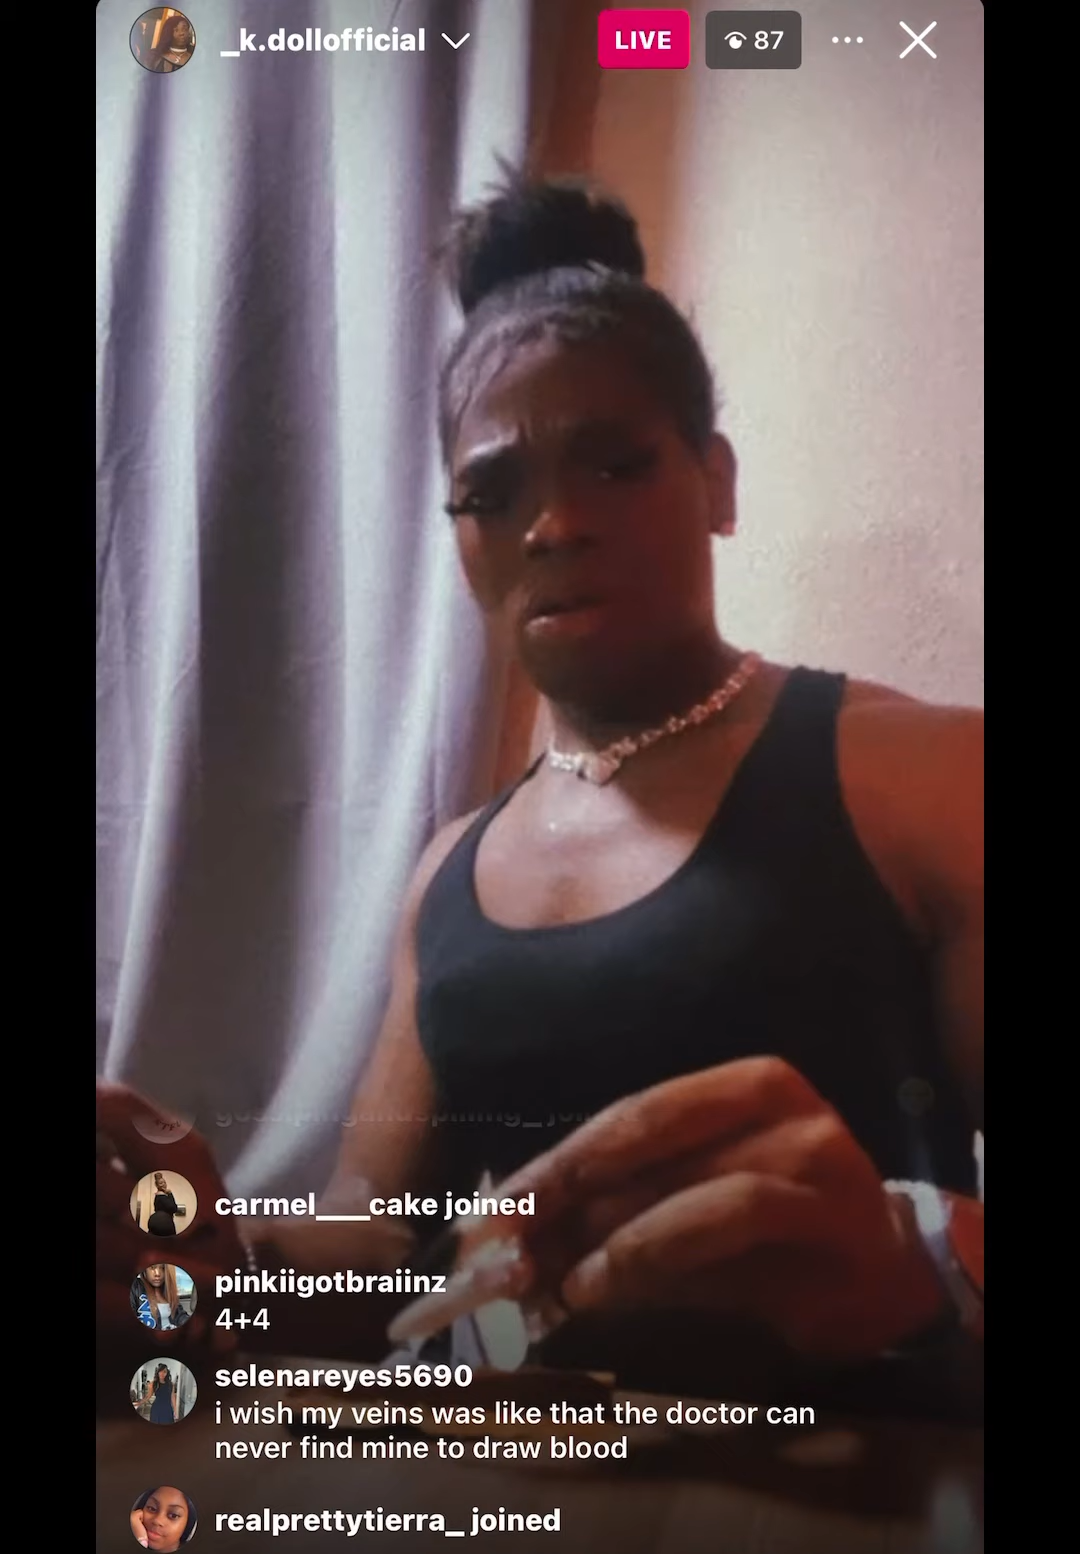 _k.dollofficial
LIVE
87
carmel___cake joined
pinkiigotbraiinz
4+4
selenareyes5690
i wish my veins was like that the doctor can
never find mine to draw blood
realprettytierra_ joined